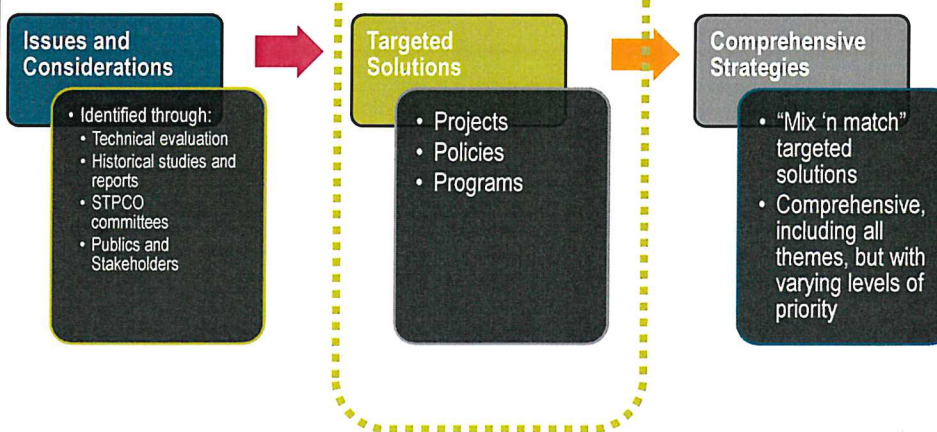 Issues and
Considerations
• Identified through:
• Technical evaluation
• Historical studies and
reports
• STPCO
committees
• Publics and
Stakeholders
Targeted
Solutions
• Projects
• Policies
• Programs
Comprehensive
Strategies
• “Mix ‘n match”
targeted
solutions
• Comprehensive,
including all
themes, but with
varying levels of
priority